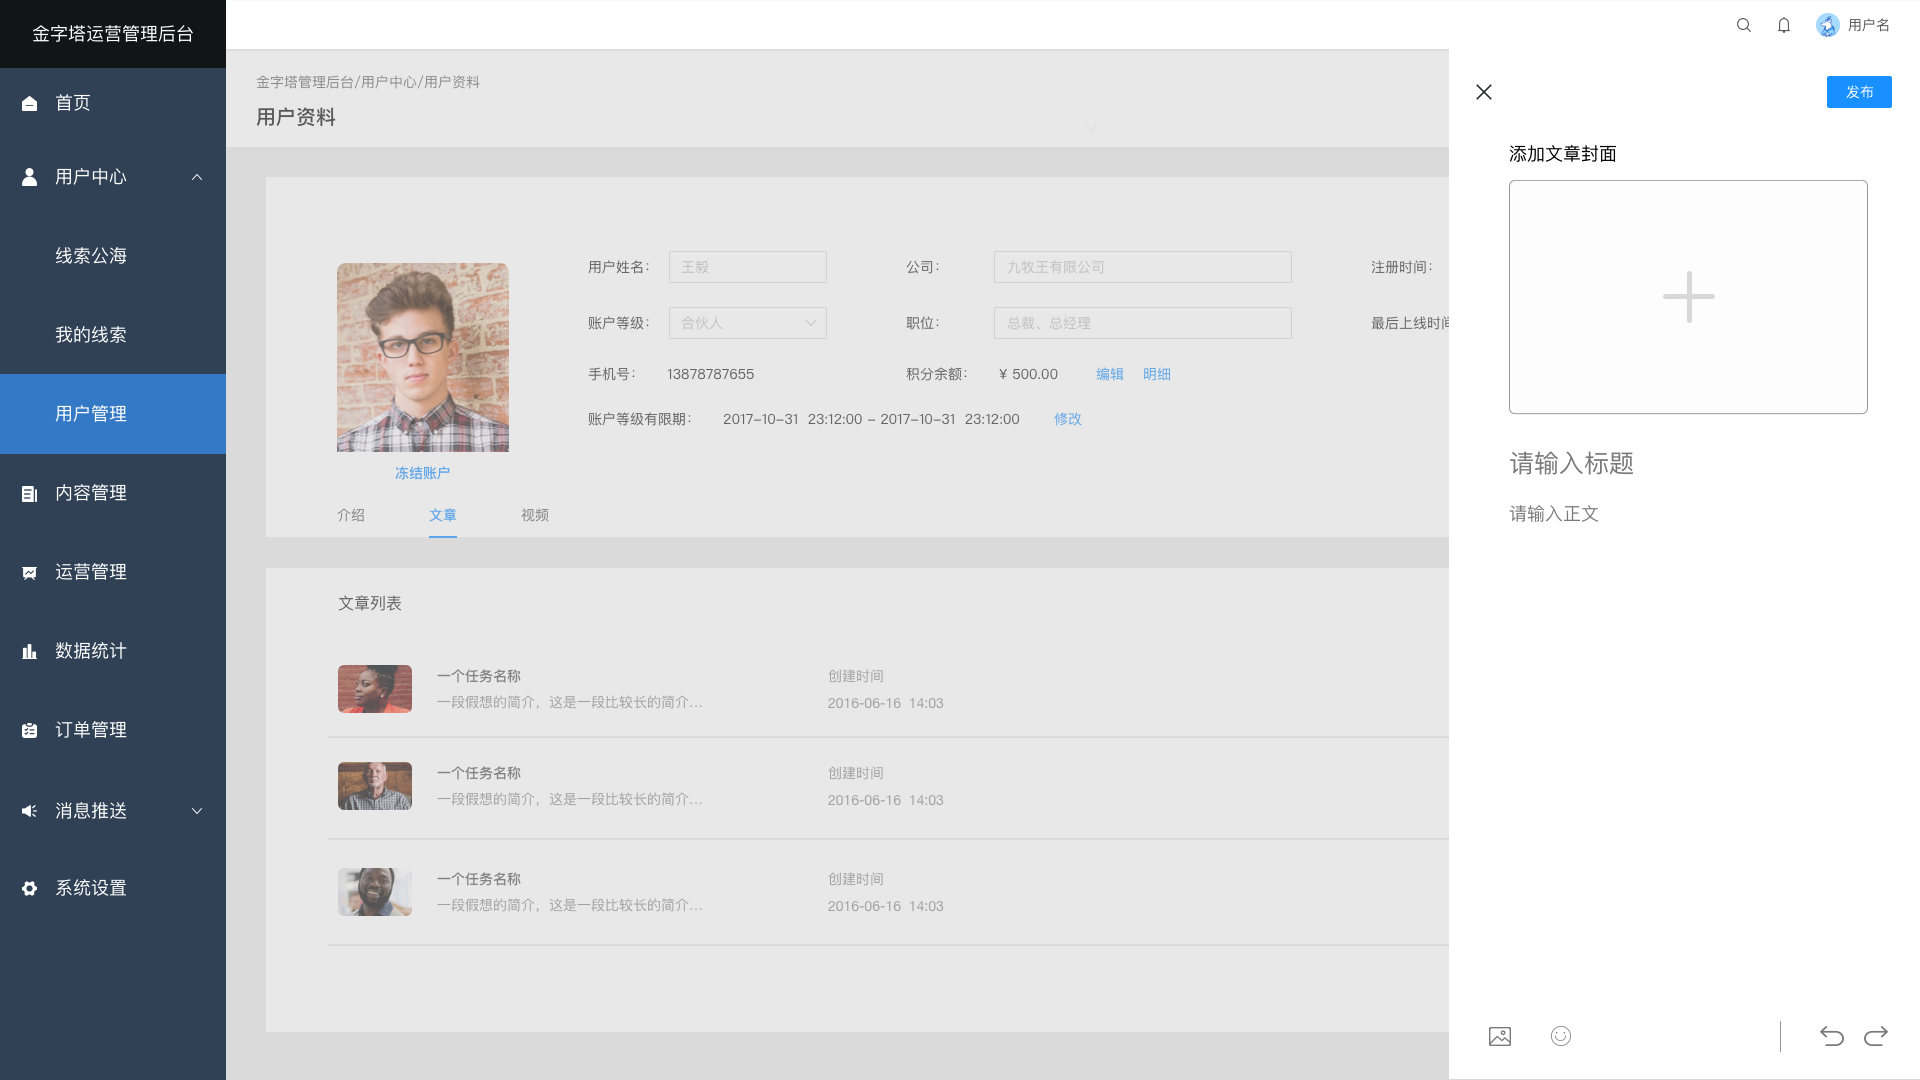 金字塔运营管理后台
用户名
首页
用户中心
线索公海
我的线索
用户管理
内容管理
运营管理
数据统计
订单管理
消息推送
系统设置
金字塔管理后台/用户中心/用户资料
用户资料
用户姓名： 王毅 公司： 九牧王有限公司 注册时间：
账户等级： 合伙人 职位： 总裁、总经理 最后上线时间
手机号： 13878787655 积分余额： ¥ 500.00 编辑 明细
账户等级有限期： 2017-10-31 23:12:00 - 2017-10-31 23:12:00 修改
冻结账户
介绍 文章 视频
文章列表
一个任务名称 创建时间
一段假想的简介，这是一段比较长的简介... 2016-06-16 14:03
一个任务名称 创建时间
一段假想的简介，这是一段比较长的简介... 2016-06-16 14:03
一个任务名称 创建时间
一段假想的简介，这是一段比较长的简介... 2016-06-16 14:03
发布
添加文章封面
请输入标题
请输入正文